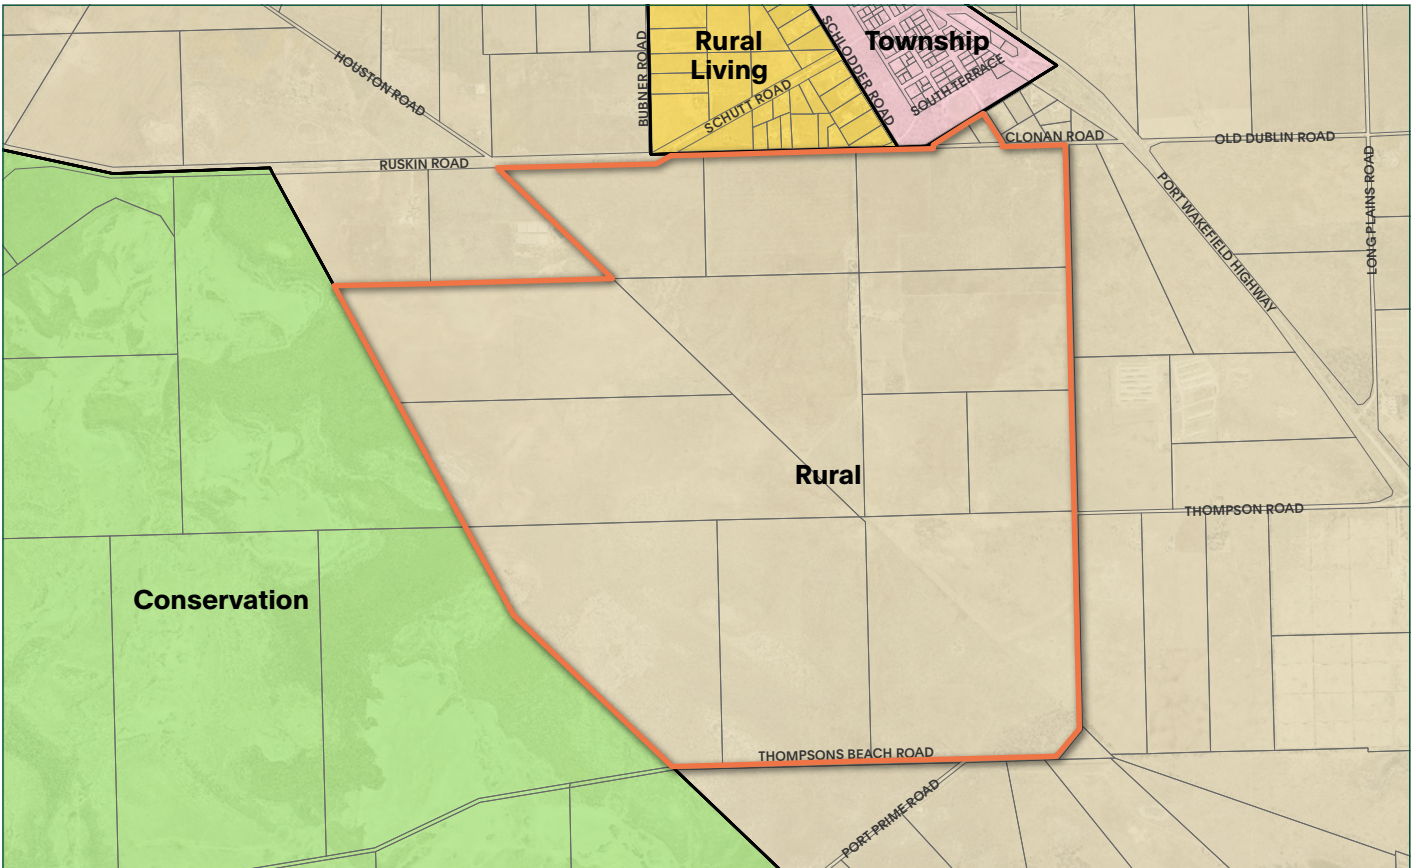 Rural
Living
Township
HOUSTON ROAD
BUBNER ROAD
SCHLODDER ROAD
SCHUTT ROAD
SOUTH TERRACE
RUSKIN ROAD
CLONAN ROAD
OLD DUBLIN ROAD
LONG PLAINS ROAD
PORT WAKEFIELD HIGHWAY
Rural
THOMPSON ROAD
Conservation
THOMPSONS BEACH ROAD
PORT PRIME ROAD